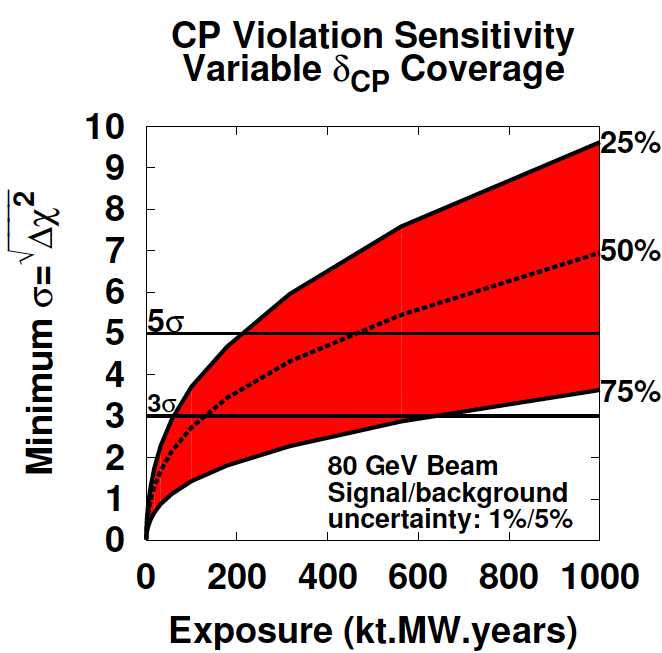 CP Violation Sensitivity
Variable δCP Coverage
10
9
8
7
6
5
4
3
2
1
0
Minimum σ=√Δχ2
25%
50%
75%
5σ
3σ
80 GeV Beam
Signal/background
uncertainty: 1%/5%
0 200 400 600 800 1000
Exposure (kt.MW.years)